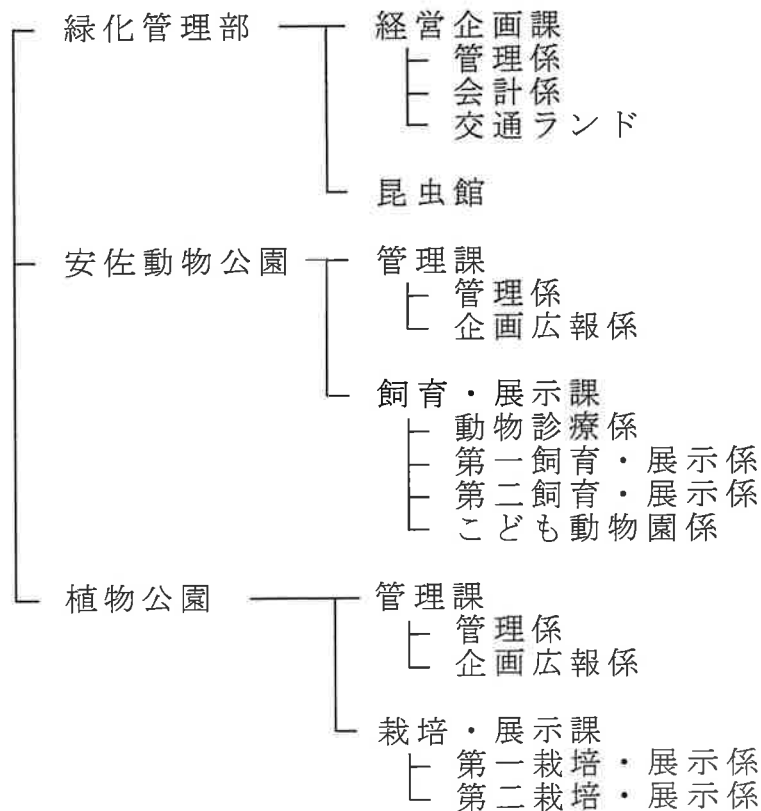 緑化管理部 経営企画課
管理係
会計係
交通ランド
昆虫館
安佐動物公園 管理課
管理係
企画広報係
飼育・展示課
動物診療係
第一飼育・展示係
第二飼育・展示係
こども動物園係
植物公園 管理課
管理係
企画広報係
栽培・展示課
第一栽培・展示係
第二栽培・展示係